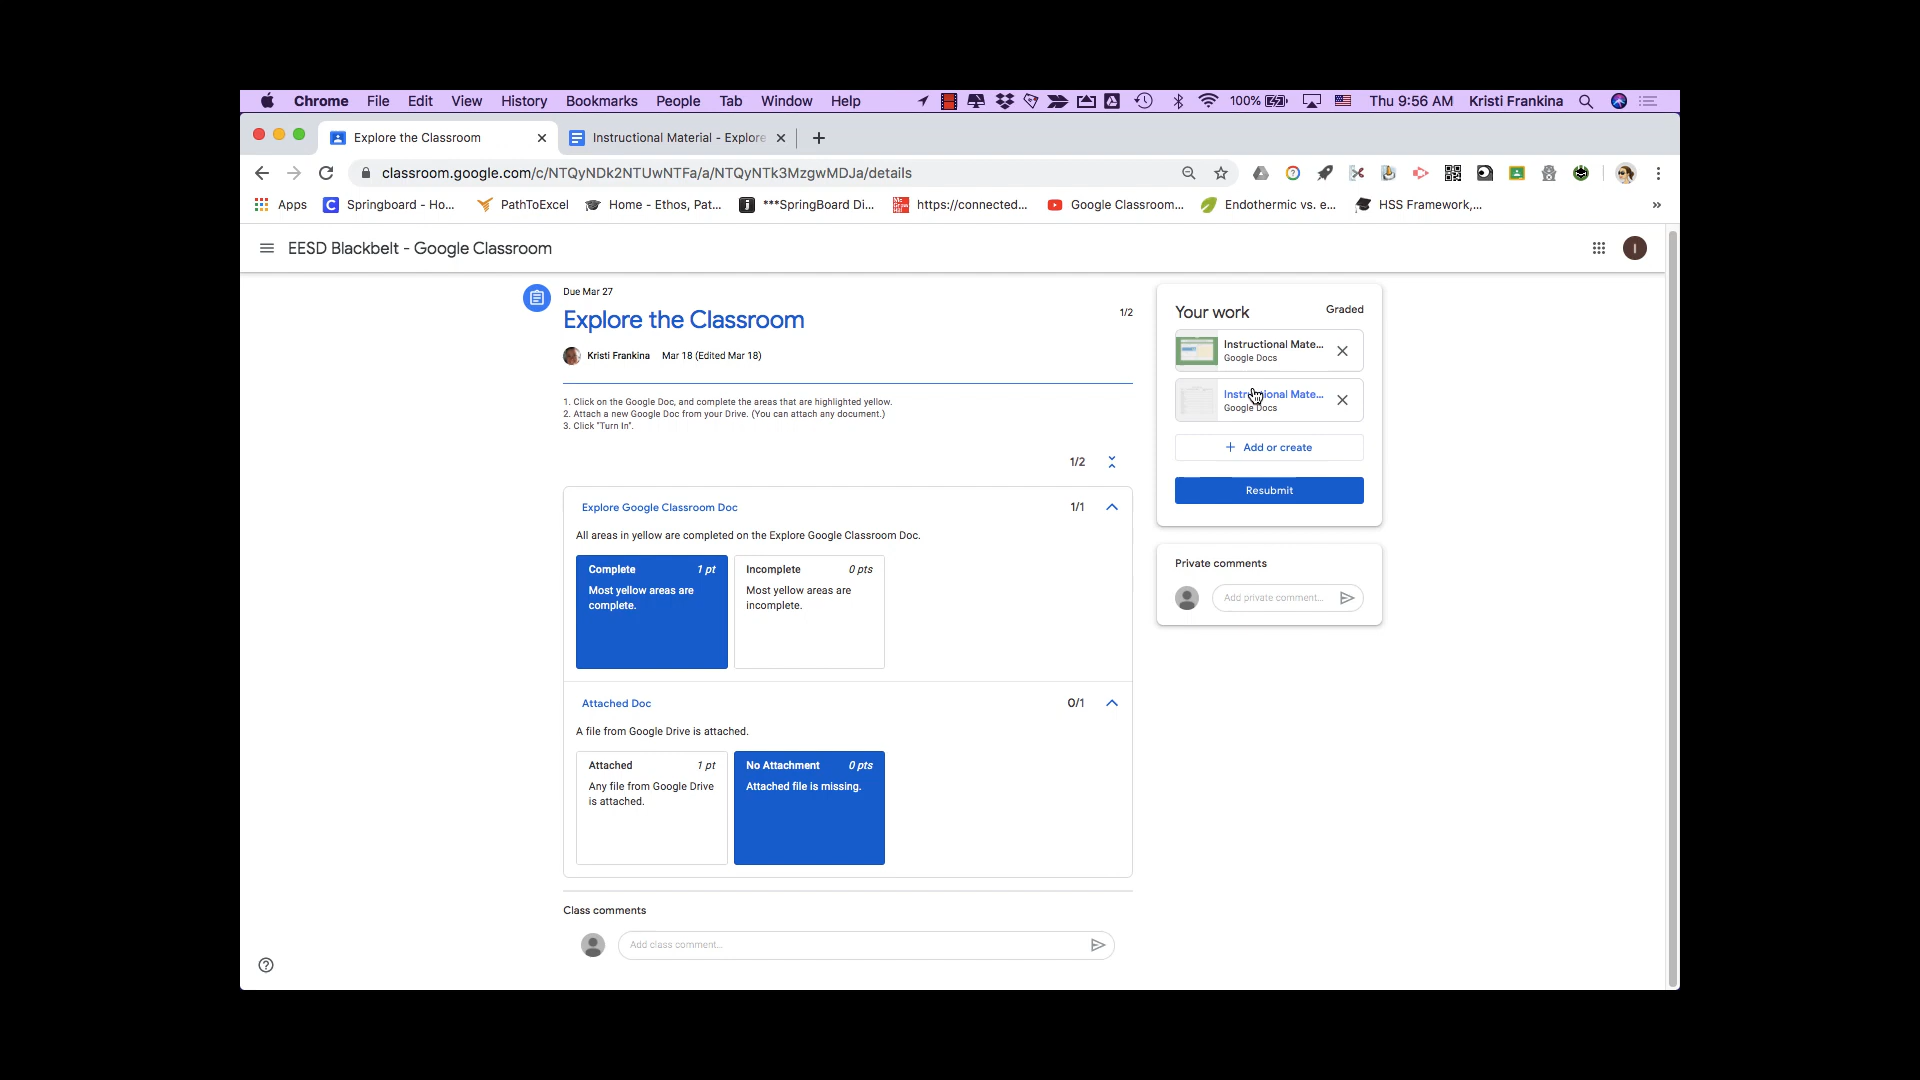 Chrome File Edit View History Bookmarks People Tab Window Help 100% Thu 9:56 AM Kristi Frankina
Explore the Classroom Instructional Material - Explore
classroom.google.com/c/NTQyNDk2NTUwNTFa/a/NTQyNTk3MzgwMDJa/details
Apps Springboard - Ho... PathToExcel Home - Ethos, Pat... ***SpringBoard Di... https://connected... Google Classroom... Endothermic vs. e... HSS Framework,... »
EESD Blackbelt - Google Classroom I
Due Mar 27
Explore the Classroom 1/2
Kristi Frankina Mar 18 (Edited Mar 18)
1. Click on the Google Doc, and complete the areas that are highlighted yellow.
2. Attach a new Google Doc from your Drive. (You can attach any document.)
3. Click "Turn In".
1/2
Explore Google Classroom Doc 1/1
All areas in yellow are completed on the Explore Google Classroom Doc.
Complete 1 pt
Most yellow areas are
complete.
Incomplete 0 pts
Most yellow areas are
incomplete.
Attached Doc 0/1
A file from Google Drive is attached.
Attached 1 pt
Any file from Google Drive
is attached.
No Attachment 0 pts
Attached file is missing.
Class comments
Add class comment...
Your work Graded
Instructional Mate...
Google Docs
Instructional Mate...
Google Docs
+ Add or create
Resubmit
Private comments
Add private comment...